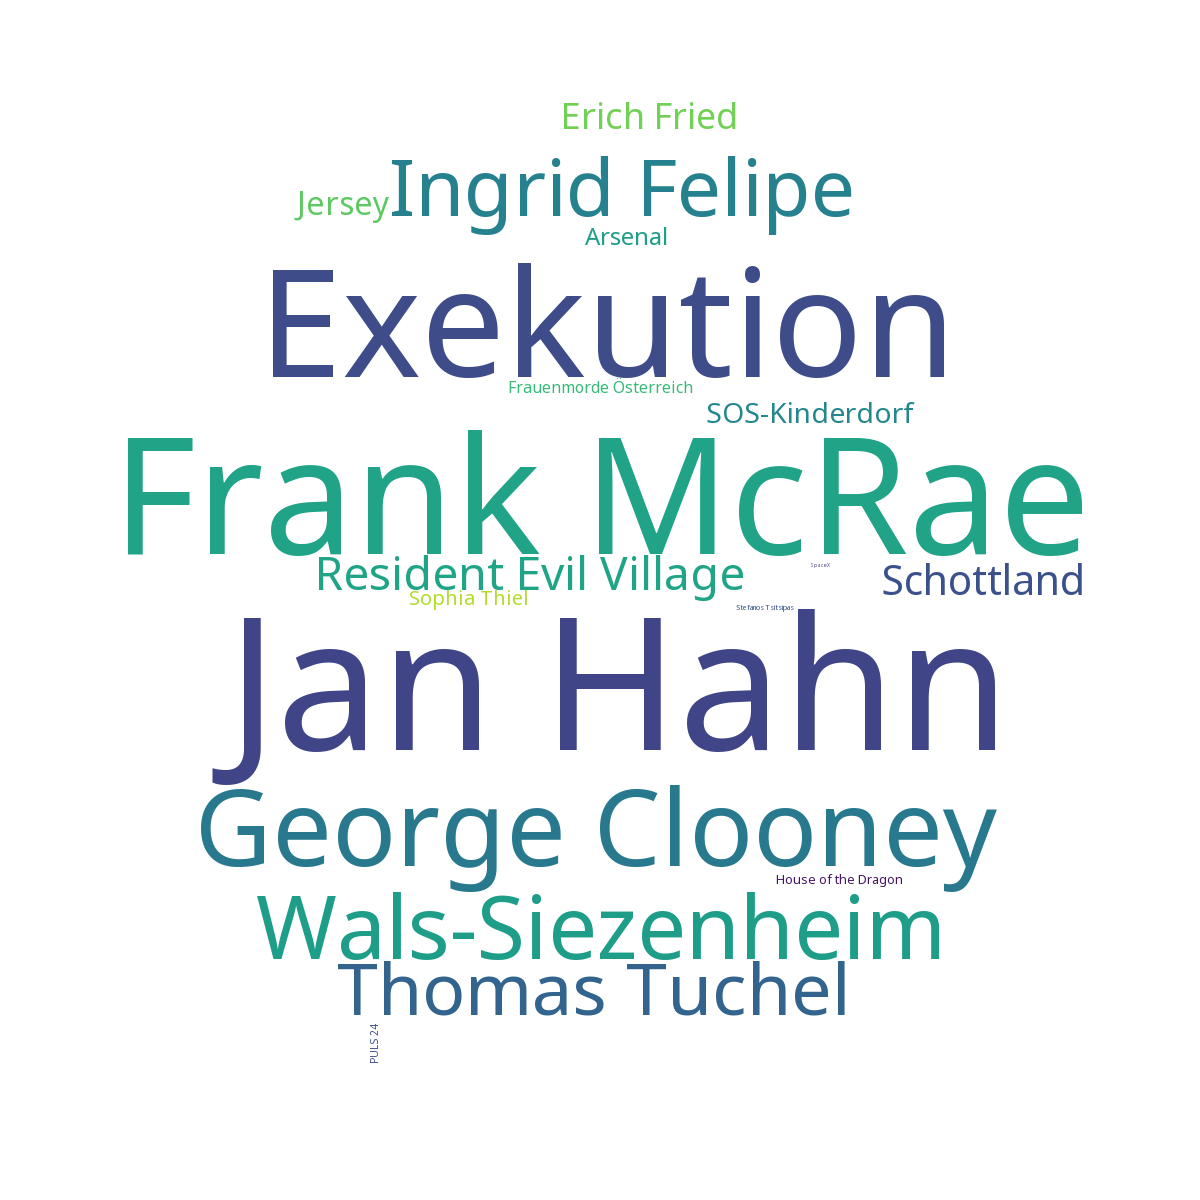 Erich Fried
Ingrid Felipe
Jersey
Arsenal
Exekution
Frauenmorde Österreich
SOS-Kinderdorf
Frank McRae
SpaceX
Resident Evil Village
Schottland
Sophia Thiel
Stefanos Tsitsipas
Jan Hahn
George Clooney
House of the Dragon
Wals-Siezenheim
Thomas Tuchel
PULS 24